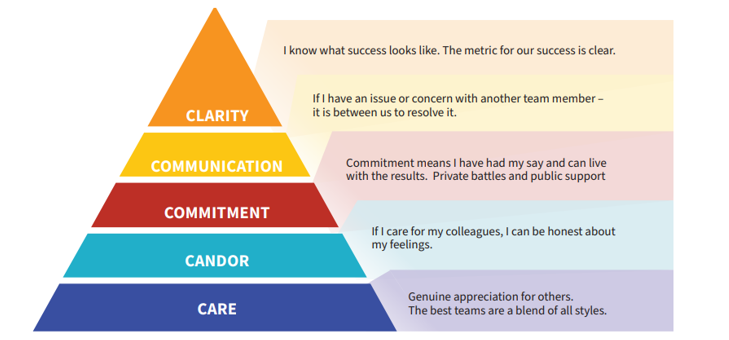 CLARITY
I know what success looks like. The metric for our success is clear.
COMMUNICATION
If I have an issue or concern with another team member –
it is between us to resolve it.
COMMITMENT
Commitment means I have had my say and can live
with the results.  Private battles and public support
CANDOR
If I care for my colleagues, I can be honest about
my feelings.
CARE
Genuine appreciation for others.
The best teams are a blend of all styles.